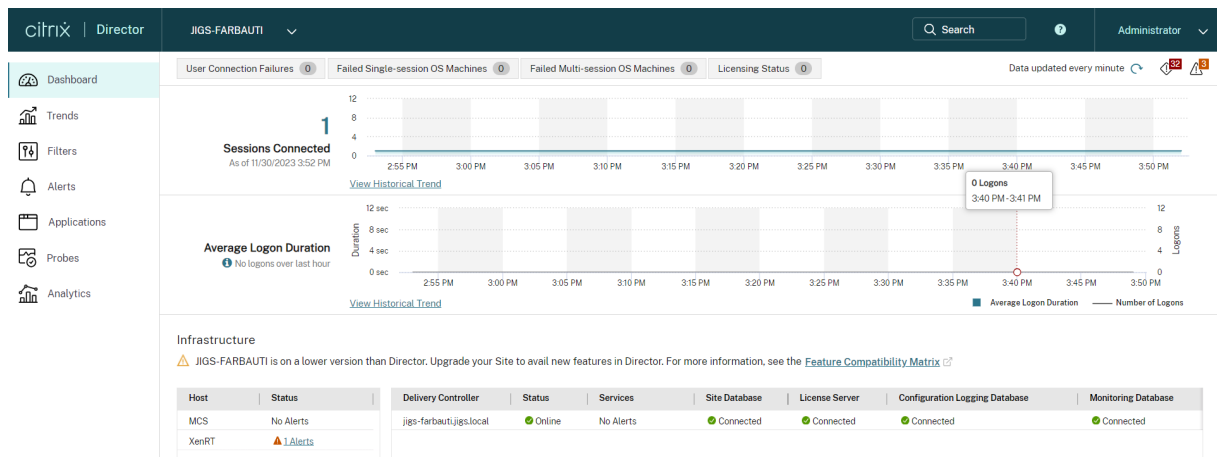 citrix | Director
JIGS-FARBAUTI
Search
?
Administrator
Dashboard
Trends
Filters
Alerts
Applications
Probes
Analytics
User Connection Failures 0
Failed Single-session OS Machines 0
Failed Multi-session OS Machines 0
Licensing Status 0
Data updated every minute
32
3
1
Sessions Connected
As of 11/30/2023 3:52 PM
12
8
4
0
2:55 PM 3:00 PM 3:05 PM 3:10 PM 3:15 PM 3:20 PM 3:25 PM 3:30 PM 3:35 PM 3:40 PM 3:45 PM 3:50 PM
View Historical Trend
0 Logons
3:40 PM-3:41 PM
Average Logon Duration
No logons over last hour
Duration
12 sec
8 sec
4 sec
0 sec
12
8
4
0
Logons
2:55 PM 3:00 PM 3:05 PM 3:10 PM 3:15 PM 3:20 PM 3:25 PM 3:30 PM 3:35 PM 3:40 PM 3:45 PM 3:50 PM
View Historical Trend
Average Logon Duration Number of Logons
Infrastructure
JIGS-FARBAUTI is on a lower version than Director. Upgrade your Site to avail new features in Director. For more information, see the Feature Compatibility Matrix
Host Status
MCS No Alerts
XenRT 1 Alerts
Delivery Controller Status Services Site Database License Server Configuration Logging Database Monitoring Database
jigs-farbauti.jigs.local Online No Alerts Connected Connected Connected Connected